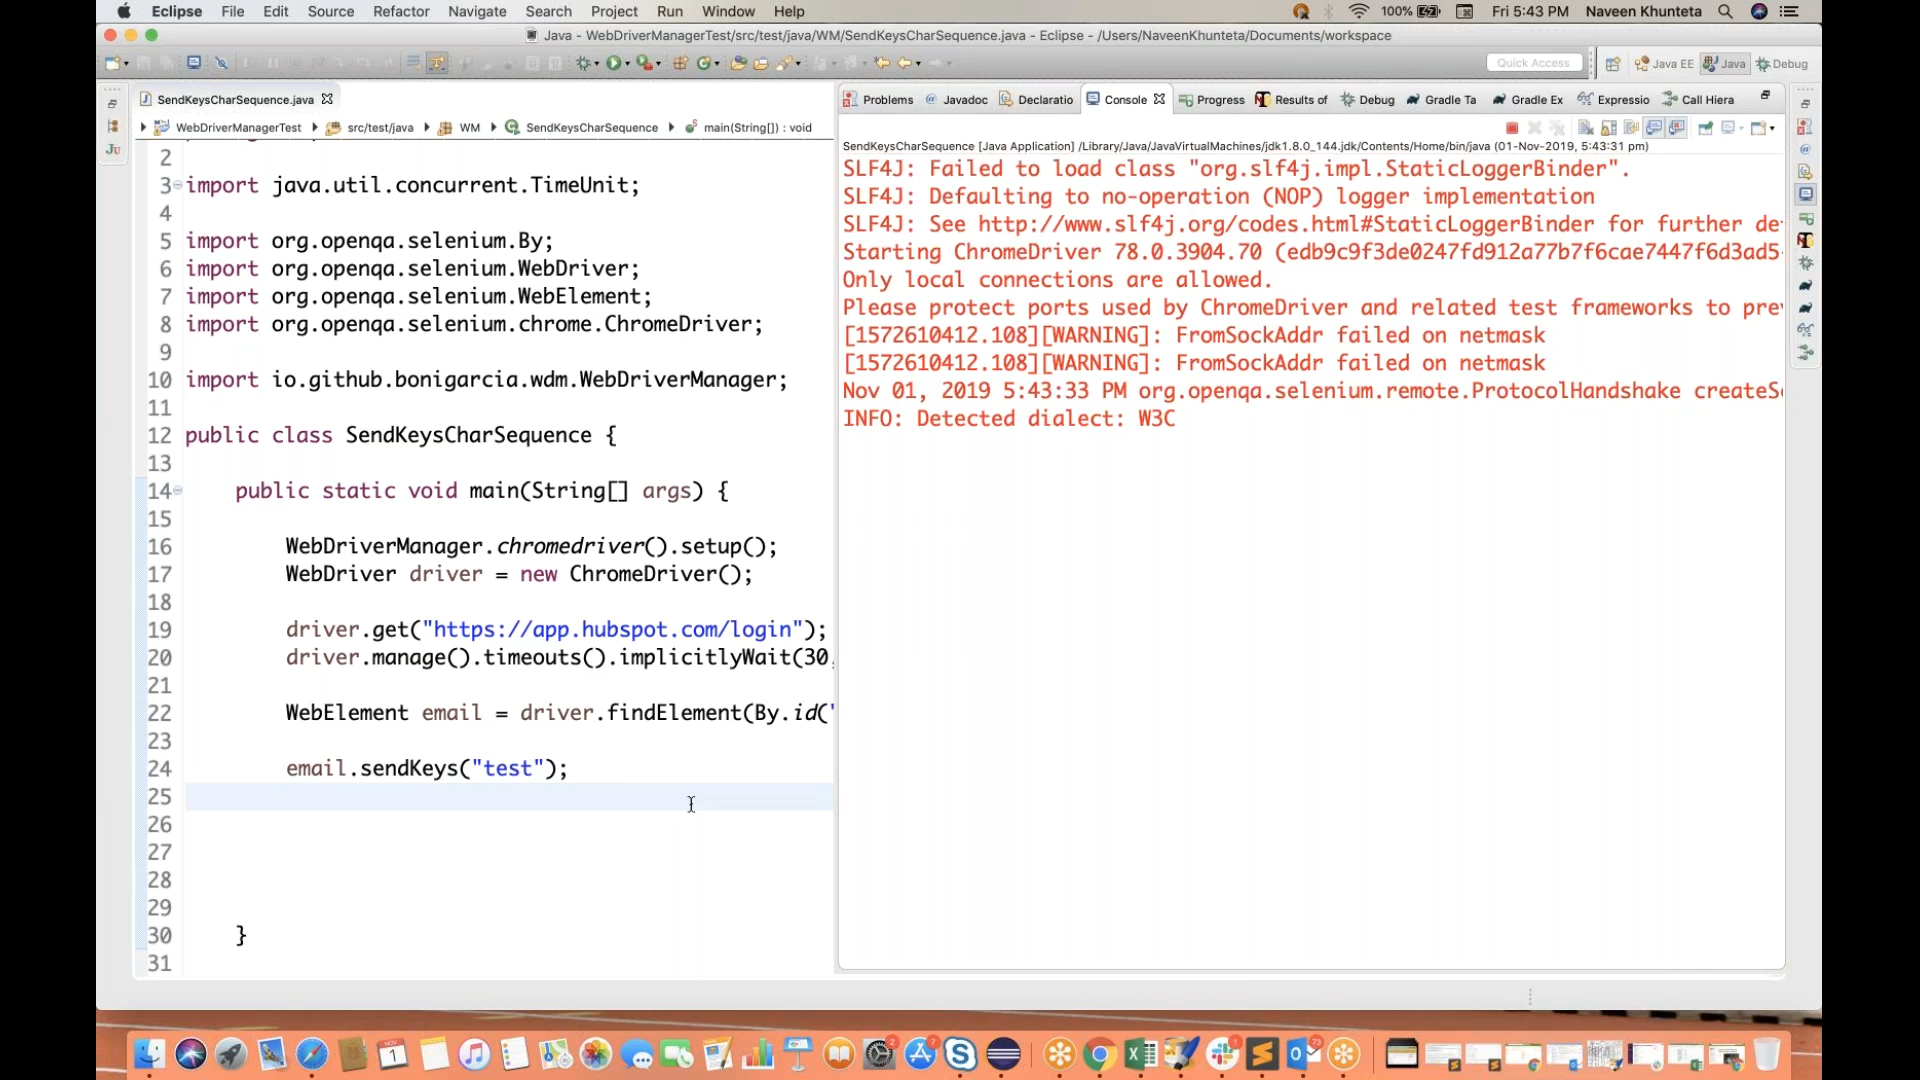 Eclipse File Edit Source Refactor Navigate Search Project Run Window Help 100% Fri 5:43 PM Naveen Khunteta
Java - WebDriverManagerTest/src/test/java/WM/SendKeysCharSequence.java - Eclipse - /Users/NaveenKhunteta/Documents/workspace
Quick Access Java EE Java Debug
SendKeysCharSequence.java
WebDriverManagerTest src/test/java WM SendKeysCharSequence main(String[]) : void
2
3 import java.util.concurrent.TimeUnit;
4
5 import org.openqa.selenium.By;
6 import org.openqa.selenium.WebDriver;
7 import org.openqa.selenium.WebElement;
8 import org.openqa.selenium.chrome.ChromeDriver;
9
10 import io.github.bonigarcia.wdm.WebDriverManager;
11
12 public class SendKeysCharSequence {
13
14 public static void main(String[] args) {
15
16 WebDriverManager.chromedriver().setup();
17 WebDriver driver = new ChromeDriver();
18
19 driver.get("https://app.hubspot.com/login");
20 driver.manage().timeouts().implicitlyWait(30,
21
22 WebElement email = driver.findElement(By.id("
23
24 email.sendKeys("test");
25
26
27
28
29
30 }
31
Problems Javadoc Declaratio Console Progress Results of Debug Gradle Ta Gradle Ex Expressio Call Hiera
SendKeysCharSequence [Java Application] /Library/Java/JavaVirtualMachines/jdk1.8.0_144.jdk/Contents/Home/bin/java (01-Nov-2019, 5:43:31 pm)
SLF4J: Failed to load class "org.slf4j.impl.StaticLoggerBinder".
SLF4J: Defaulting to no-operation (NOP) logger implementation
SLF4J: See http://www.slf4j.org/codes.html#StaticLoggerBinder for further de
Starting ChromeDriver 78.0.3904.70 (edb9c9f3de0247fd912a77b7f6cae7447f6d3ad5-
Only local connections are allowed.
Please protect ports used by ChromeDriver and related test frameworks to prev
[1572610412.108][WARNING]: FromSockAddr failed on netmask
[1572610412.108][WARNING]: FromSockAddr failed on netmask
Nov 01, 2019 5:43:33 PM org.openqa.selenium.remote.ProtocolHandshake createSe
INFO: Detected dialect: W3C